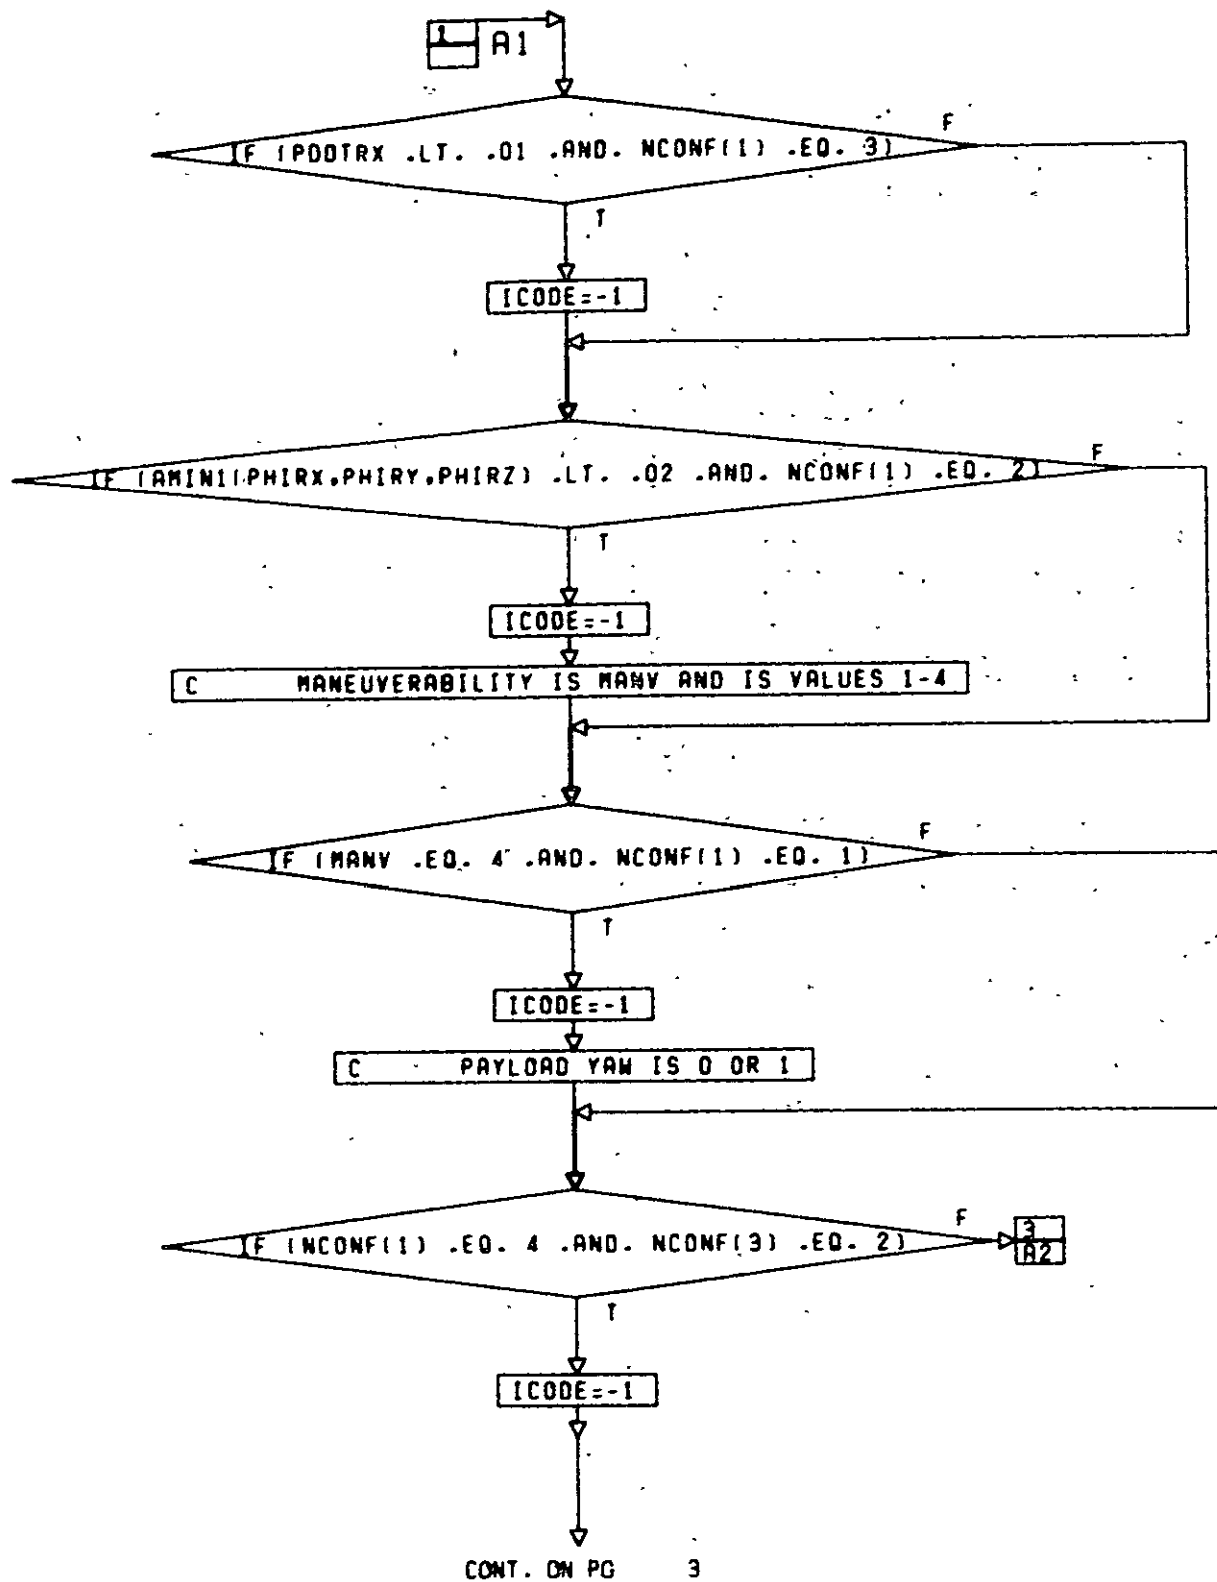 1
A1
IF (PDOTRX .LT. .01 .AND. NCONF(1) .EQ. 3)
F
T
ICODE=-1
IF (AMIN1(PHIRX,PHIRY,PHIRZ) .LT. .02 .AND. NCONF(1) .EQ. 2)
F
T
ICODE=-1
C MANEUVERABILITY IS MANV AND IS VALUES 1-4
IF (MANV .EQ. 4 .AND. NCONF(1) .EQ. 1)
F
T
ICODE=-1
C PAYLOAD YAW IS 0 OR 1
IF (NCONF(1) .EQ. 4 .AND. NCONF(3) .EQ. 2)
F
3
A2
T
ICODE=-1
CONT. ON PG 3